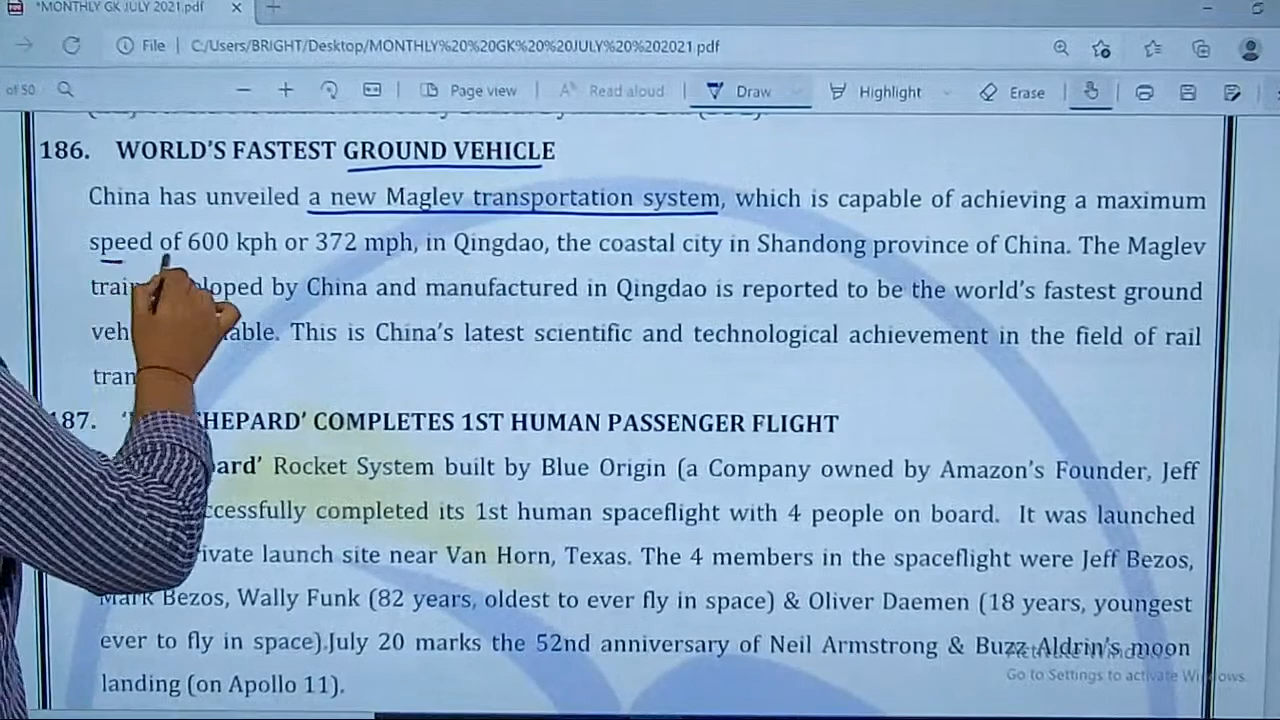 *MONTHLY GK JULY 2021.pdf
File | C:/Users/BRIGHT/Desktop/MONTHLY%20%20GK%20%20JULY%20%202021.pdf
of 50 Page view Read aloud Draw Highlight Erase
186. WORLD'S FASTEST GROUND VEHICLE
China has unveiled a new Maglev transportation system, which is capable of achieving a maximum
speed of 600 kph or 372 mph, in Qingdao, the coastal city in Shandong province of China. The Maglev
by China and manufactured in Qingdao is reported to be the world's fastest ground
This is China's latest scientific and technological achievement in the field of rail
187. COMPLETES 1ST HUMAN PASSENGER FLIGHT
Rocket System built by Blue Origin (a Company owned by Amazon's Founder, Jeff
completed its 1st human spaceflight with 4 people on board. It was launched
launch site near Van Horn, Texas. The 4 members in the spaceflight were Jeff Bezos,
Mark Bezos, Wally Funk (82 years, oldest to ever fly in space) & Oliver Daemen (18 years, youngest
ever to fly in space).July 20 marks the 52nd anniversary of Neil Armstrong & Buzz Aldrin's moon
landing (on Apollo 11).
Activate Windows
Go to Settings to activate Windows.